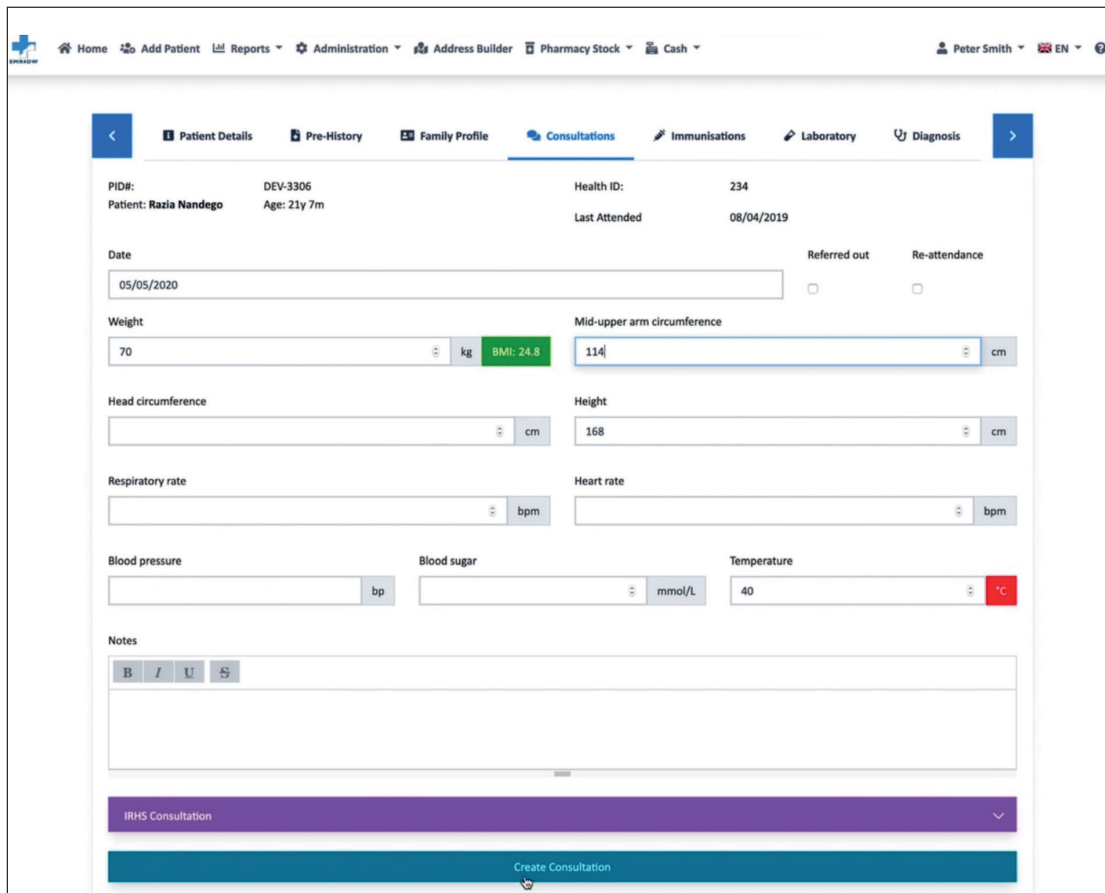 EMR4DW
Home Add Patient Reports Administration Address Builder Pharmacy Stock Cash Peter Smith EN
Patient Details Pre-History Family Profile Consultations Immunisations Laboratory Diagnosis
PID#: DEV-3306 Health ID: 234
Patient: Razia Nandego Age: 21y 7m
Last Attended 08/04/2019
Date Referred out Re-attendance
05/05/2020
Weight Mid-upper arm circumference
70 kg BMI: 24.8 114 cm
Head circumference Height
cm 168 cm
Respiratory rate Heart rate
bpm bpm
Blood pressure Blood sugar Temperature
bp mmol/L 40 °C
Notes
B I U S
IRHS Consultation
Create Consultation